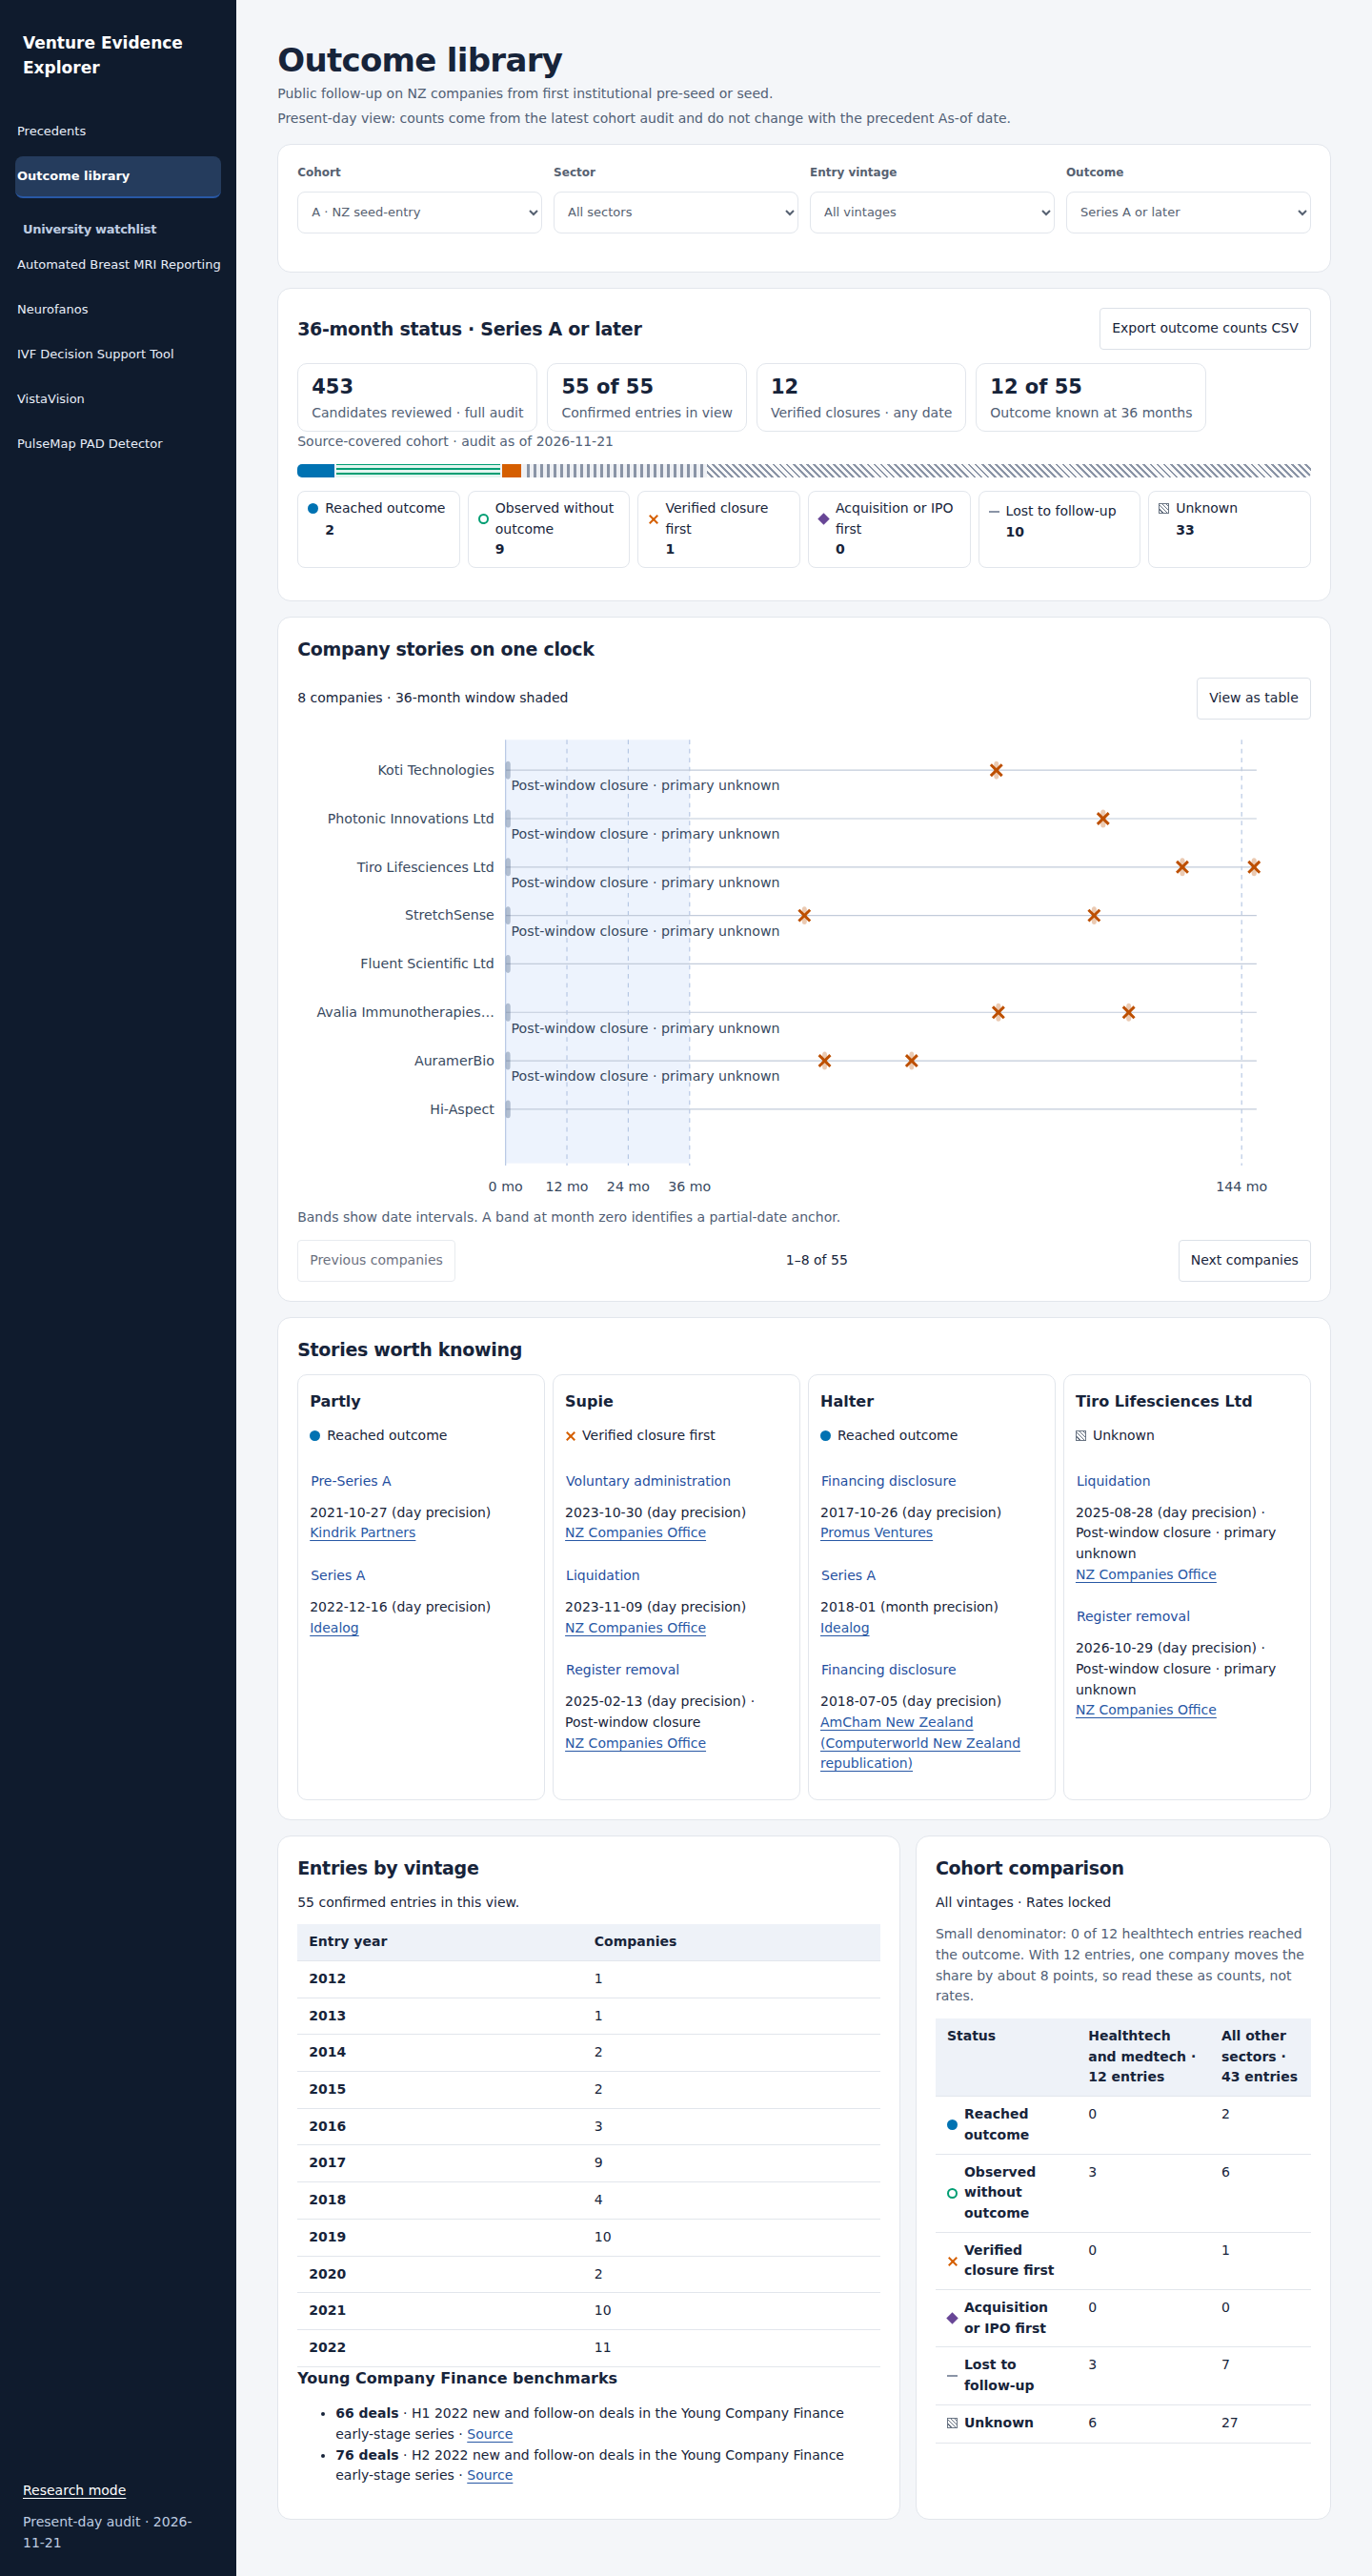 Venture Evidence
Explorer
Precedents
Outcome library
University watchlist
Automated Breast MRI Reporting
Neurofanos
IVF Decision Support Tool
VistaVision
PulseMap PAD Detector
Research mode
Present-day audit · 2026-
11-21
Outcome library
Public follow-up on NZ companies from first institutional pre-seed or seed.
Present-day view: counts come from the latest cohort audit and do not change with the precedent As-of date.
Cohort
Sector
Entry vintage
Outcome
A · NZ seed-entry
All sectors
All vintages
Series A or later
36-month status · Series A or later
Export outcome counts CSV
453
Candidates reviewed · full audit
55 of 55
Confirmed entries in view
12
Verified closures · any date
12 of 55
Outcome known at 36 months
Source-covered cohort · audit as of 2026-11-21
Reached outcome
2
Observed without
outcome
9
Verified closure
first
1
Acquisition or IPO
first
0
Lost to follow-up
10
Unknown
33
Company stories on one clock
8 companies · 36-month window shaded
View as table
Koti Technologies
Post-window closure · primary unknown
Photonic Innovations Ltd
Post-window closure · primary unknown
Tiro Lifesciences Ltd
Post-window closure · primary unknown
StretchSense
Post-window closure · primary unknown
Fluent Scientific Ltd
Avalia Immunotherapies…
Post-window closure · primary unknown
AuramerBio
Post-window closure · primary unknown
Hi-Aspect
0 mo
12 mo
24 mo
36 mo
144 mo
Bands show date intervals. A band at month zero identifies a partial-date anchor.
Previous companies
1–8 of 55
Next companies
Stories worth knowing
Partly
Reached outcome
Pre-Series A
2021-10-27 (day precision)
Kindrik Partners
Series A
2022-12-16 (day precision)
Idealog
Supie
Verified closure first
Voluntary administration
2023-10-30 (day precision)
NZ Companies Office
Liquidation
2023-11-09 (day precision)
NZ Companies Office
Register removal
2025-02-13 (day precision) ·
Post-window closure
NZ Companies Office
Halter
Reached outcome
Financing disclosure
2017-10-26 (day precision)
Promus Ventures
Series A
2018-01 (month precision)
Idealog
Financing disclosure
2018-07-05 (day precision)
AmCham New Zealand
(Computerworld New Zealand
republication)
Tiro Lifesciences Ltd
Unknown
Liquidation
2025-08-28 (day precision) ·
Post-window closure · primary
unknown
NZ Companies Office
Register removal
2026-10-29 (day precision) ·
Post-window closure · primary
unknown
NZ Companies Office
Entries by vintage
55 confirmed entries in this view.
Entry year Companies
2012 1
2013 1
2014 2
2015 2
2016 3
2017 9
2018 4
2019 10
2020 2
2021 10
2022 11
Young Company Finance benchmarks
• 66 deals · H1 2022 new and follow-on deals in the Young Company Finance
early-stage series · Source
• 76 deals · H2 2022 new and follow-on deals in the Young Company Finance
early-stage series · Source
Cohort comparison
All vintages · Rates locked
Small denominator: 0 of 12 healthtech entries reached
the outcome. With 12 entries, one company moves the
share by about 8 points, so read these as counts, not
rates.
Status
Healthtech
and medtech ·
12 entries
All other
sectors ·
43 entries
Reached
outcome
0
2
Observed
without
outcome
3
6
Verified
closure first
0
1
Acquisition
or IPO first
0
0
Lost to
follow-up
3
7
Unknown
6
27